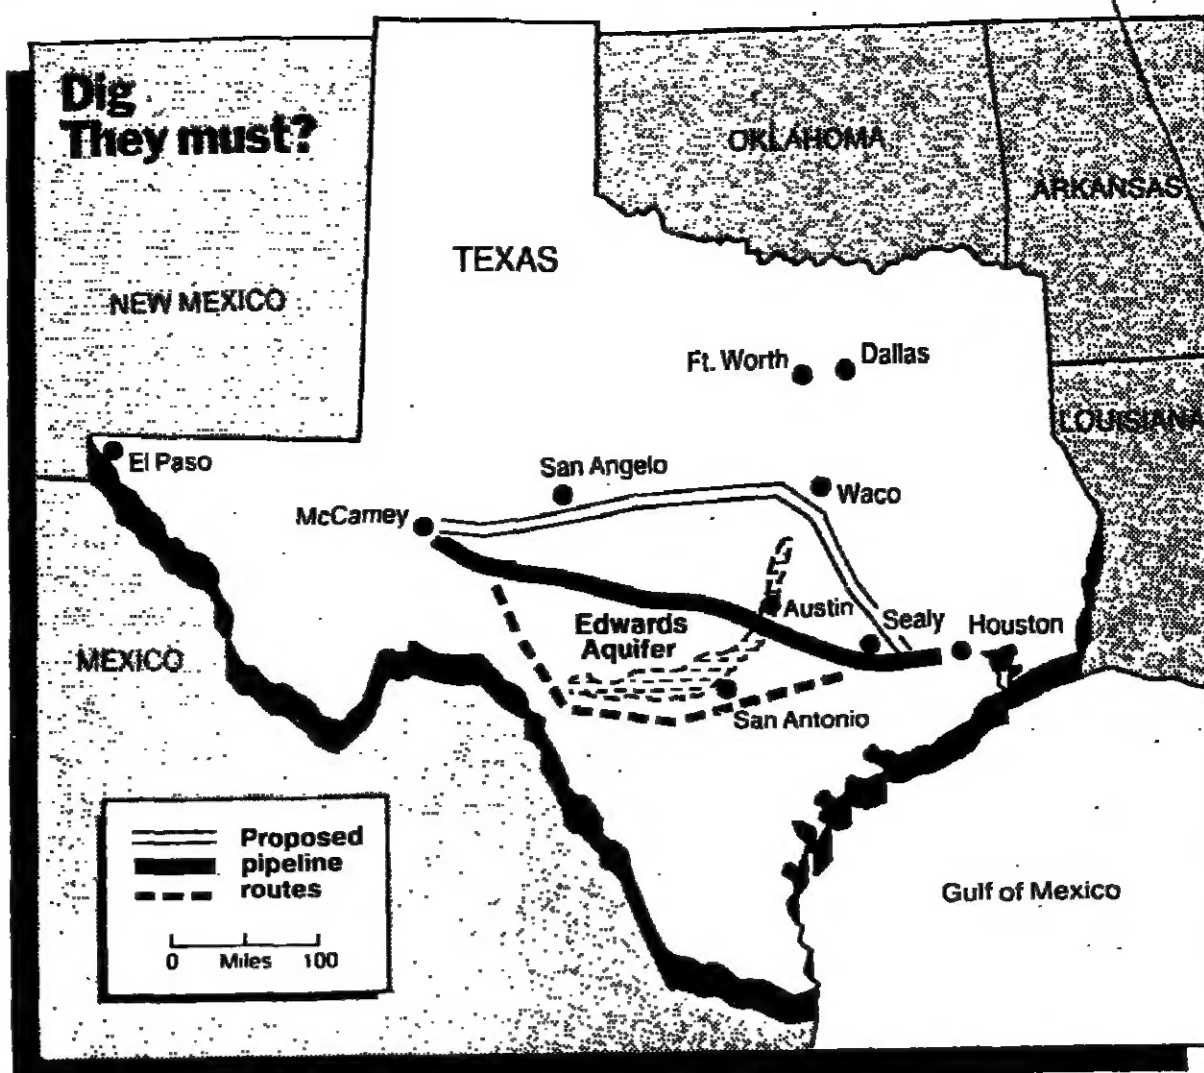 Dig
They must?
OKLAHOMA
ARKANSAS
TEXAS
NEW MEXICO
Ft. Worth
Dallas
LOUISIANA
El Paso
San Angelo
Waco
McCamey
Austin
Sealy
Houston
Edwards
Aquifer
MEXICO
San Antonio
Proposed
pipeline
routes
0 Miles 100
Gulf of Mexico